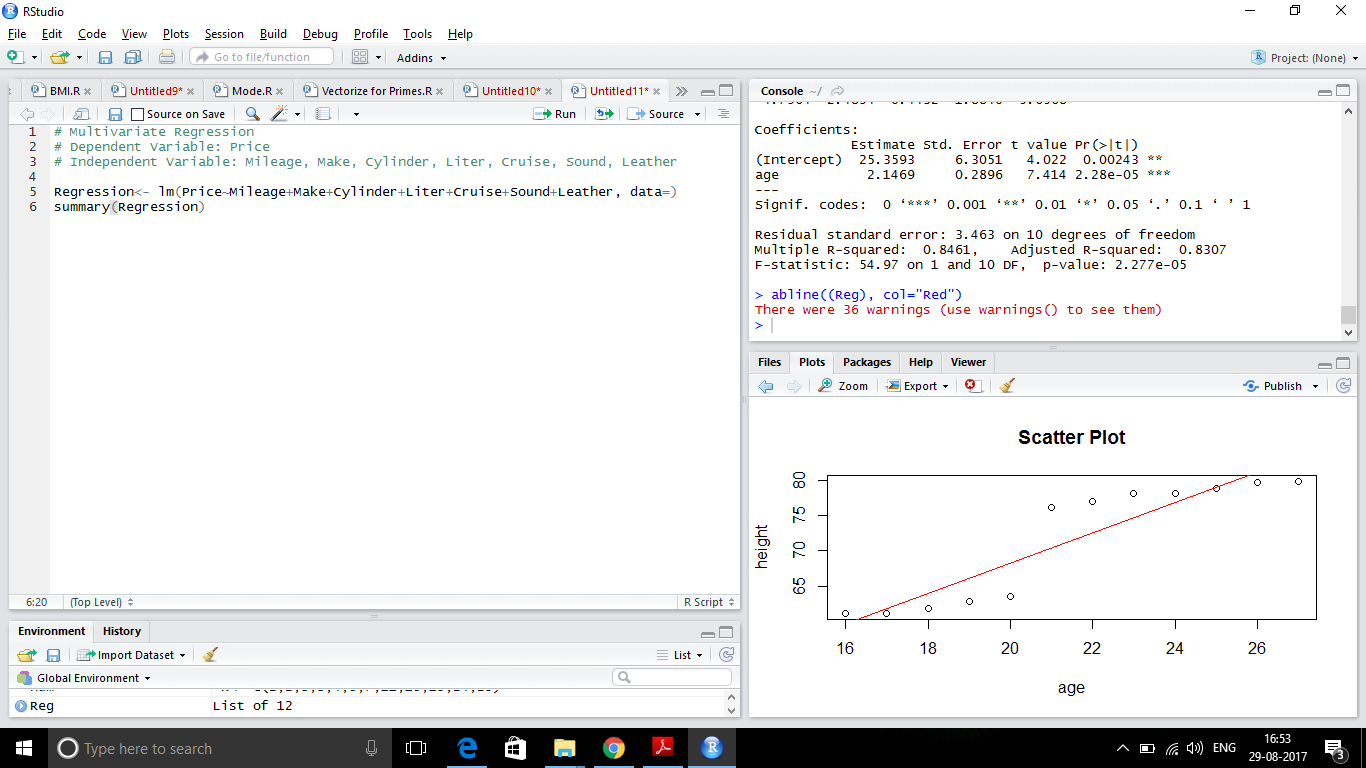 RStudio
File Edit Code View Plots Session Build Debug Profile Tools Help
Go to file/function Addins Project: (None)
BMI.R Untitled9* Mode.R Vectorize for Primes.R Untitled10* Untitled11*
Source on Save Run Source
1 # Multivariate Regression
2 # Dependent Variable: Price
3 # Independent Variable: Mileage, Make, Cylinder, Liter, Cruise, Sound, Leather
4
5 Regression<- lm(Price~Mileage+Make+Cylinder+Liter+Cruise+Sound+Leather, data=)
6 summary(Regression)
6:20 (Top Level) R Script
Environment History
Import Dataset List
Global Environment
Reg List of 12
Console ~/
Coefficients:
Estimate Std. Error t value Pr(>|t|)
(Intercept) 25.3593 6.3051 4.022 0.00243 **
age 2.1469 0.2896 7.414 2.28e-05 ***
---
Signif. codes: 0 ‘***’ 0.001 ‘**’ 0.01 ‘*’ 0.05 ‘.’ 0.1 ‘ ’ 1
Residual standard error: 3.463 on 10 degrees of freedom
Multiple R-squared: 0.8461, Adjusted R-squared: 0.8307
F-statistic: 54.97 on 1 and 10 DF, p-value: 2.277e-05
> abline((Reg), col="Red")
There were 36 warnings (use warnings() to see them)
>
Files Plots Packages Help Viewer
Zoom Export Publish
Scatter Plot
80
75
70
65
height
16 18 20 22 24 26
age
Type here to search
ENG
16:53
29-08-2017
3